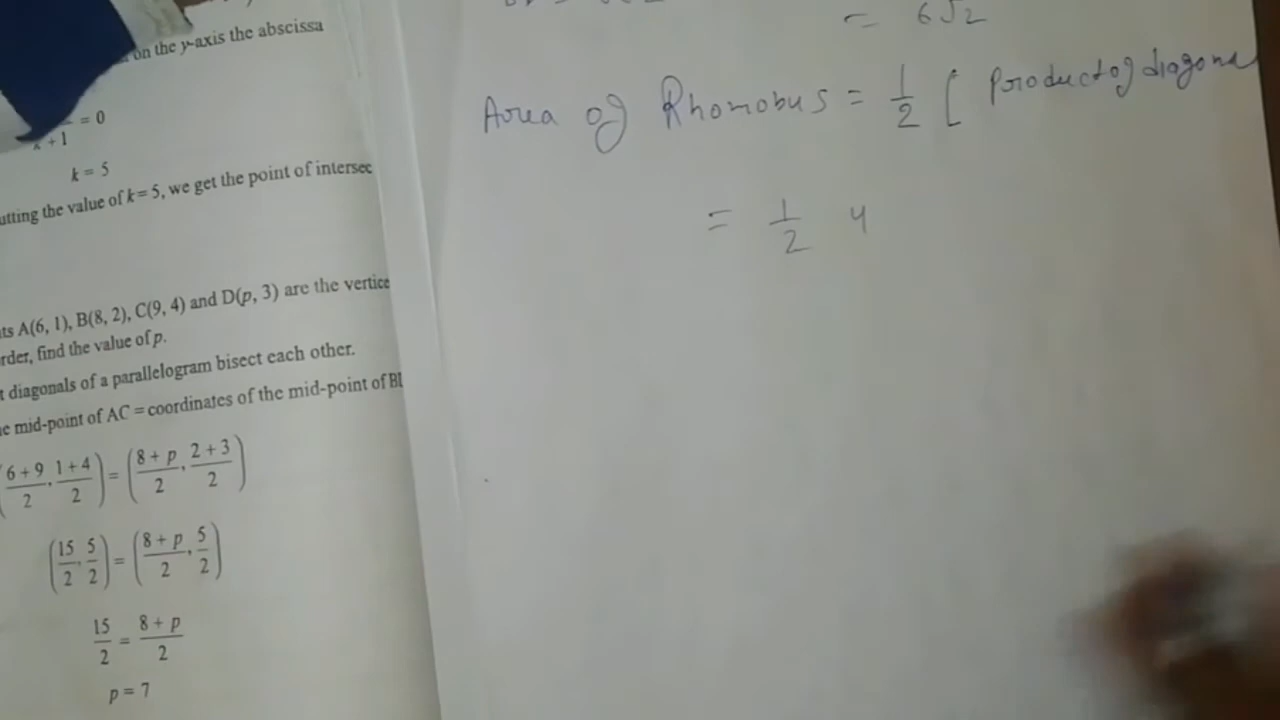 on the y-axis the abscissa
= 0
+ 1
k = 5
utting the value of k = 5, we get the point of intersec
ts A(6, 1), B(8, 2), C(9, 4) and D(p, 3) are the vertice
rder, find the value of p.
t diagonals of a parallelogram bisect each other.
e mid-point of AC = coordinates of the mid-point of BD
(6 + 9/2, 1 + 4/2) = (8 + p/2, 2 + 3/2)
(15/2, 5/2) = (8 + p/2, 5/2)
15/2 = 8 + p/2
p = 7
= 6√2
Area of Rhomobus = 1/2 [ Product of diagona
= 1/2 4